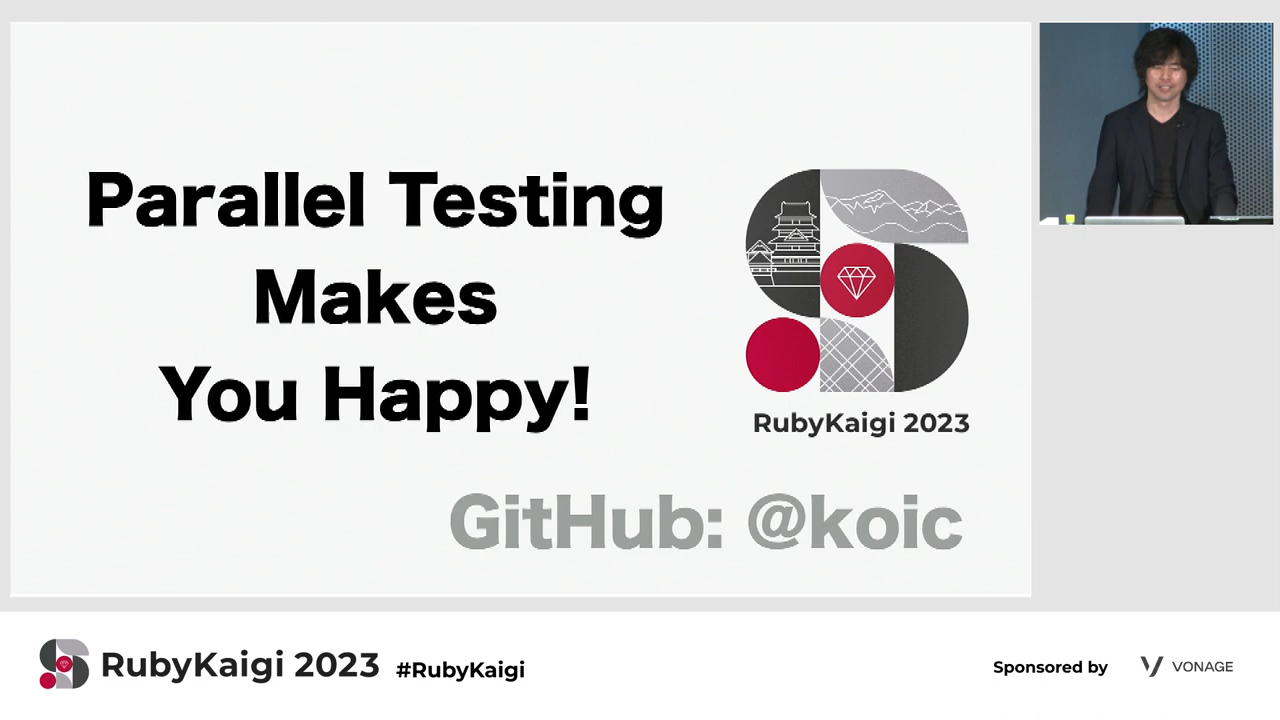 Parallel Testing
Makes
You Happy!
RubyKaigi 2023
GitHub: @koic
RubyKaigi 2023
#RubyKaigi
Sponsored by
VONAGE